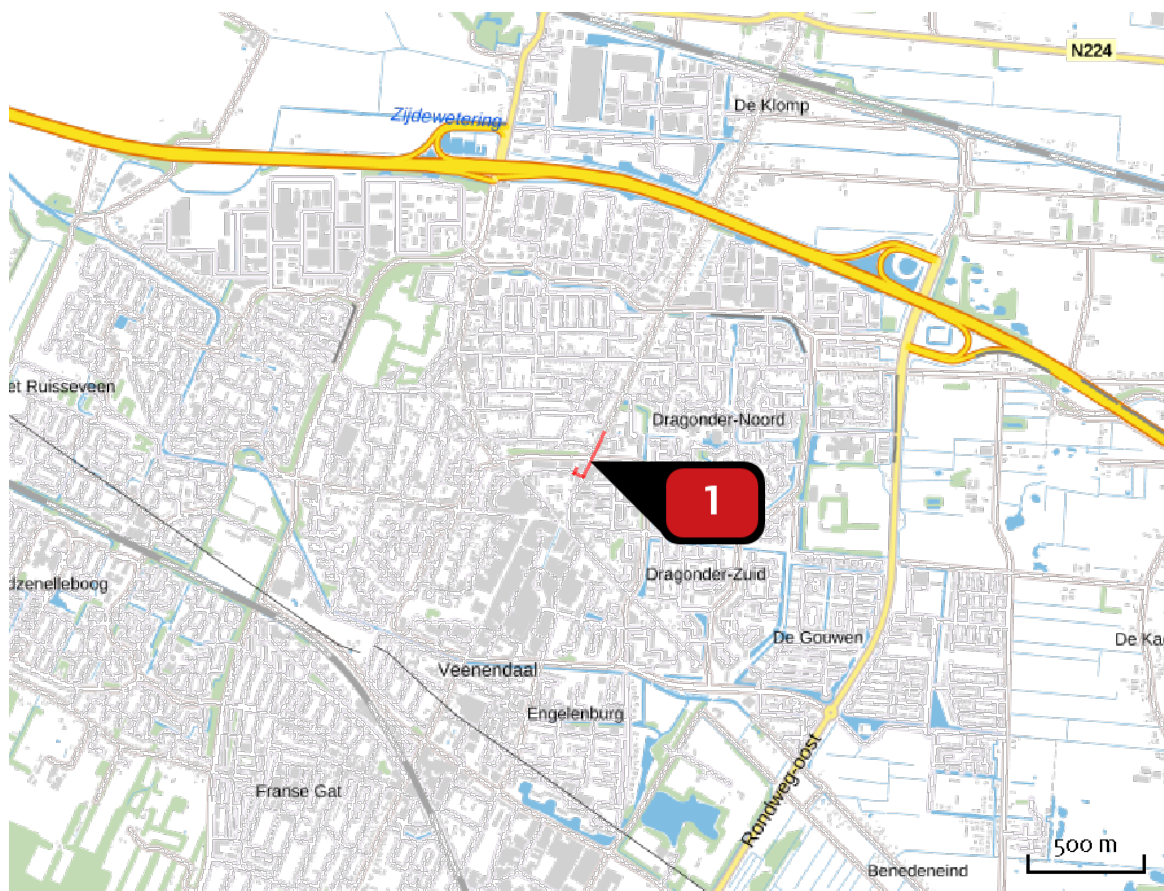 N224
De Klomp
Zijdewetering
et Ruisseveen
Dragonder-Noord
1
Dragonder-Zuid
dzenelleboog
De Gouwen
De Kaa
Veenendaal
Engelenburg
Rondweg-oost
Franse Gat
500 m
Benedeneind